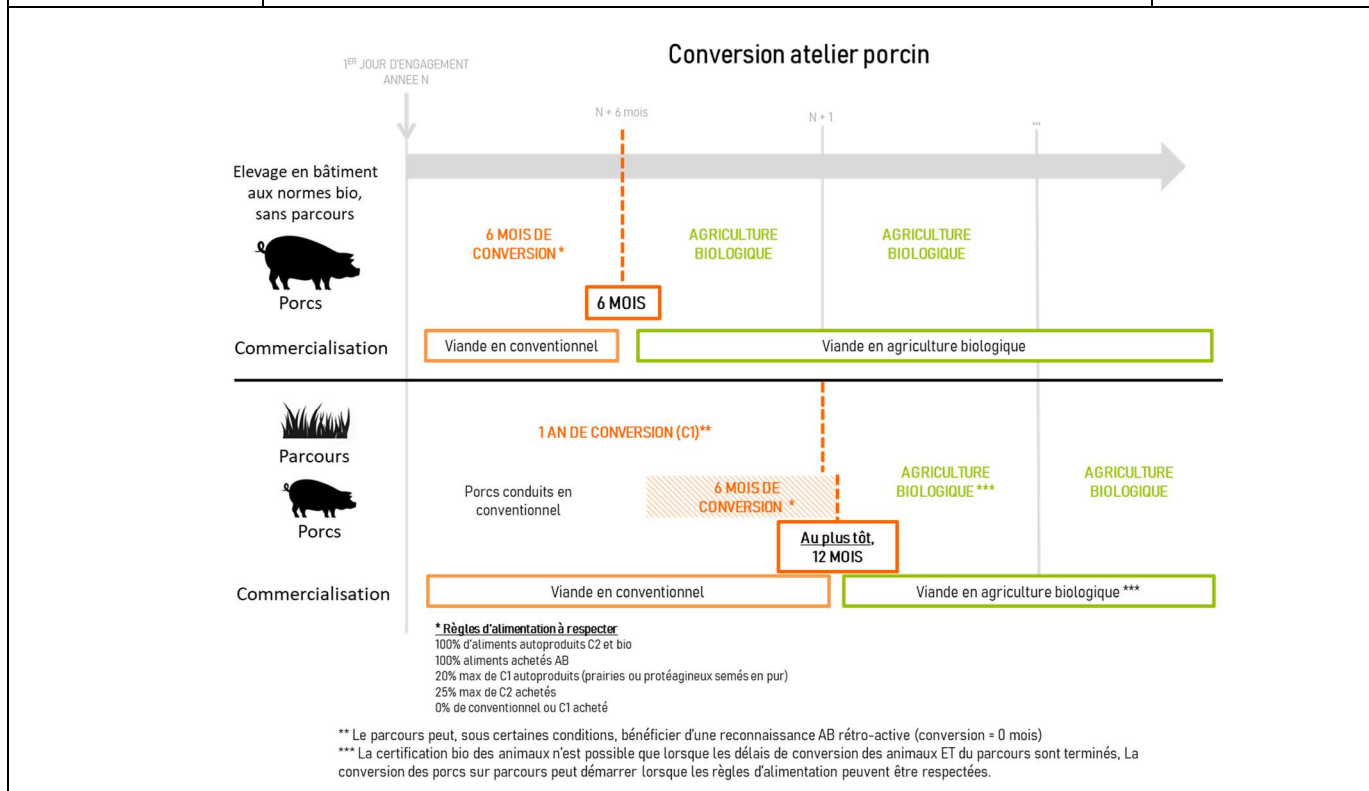 Conversion atelier porcin
1ER JOUR D'ENGAGEMENT
ANNEE N
N + 6 mois
N + 1
...
Elevage en bâtiment
aux normes bio,
sans parcours
Porcs
6 MOIS DE
CONVERSION *
AGRICULTURE
BIOLOGIQUE
AGRICULTURE
BIOLOGIQUE
6 MOIS
Commercialisation
Viande en conventionnel
Viande en agriculture biologique
Parcours
1 AN DE CONVERSION (C1)**
Porcs
Porcs conduits en
conventionnel
6 MOIS DE
CONVERSION *
AGRICULTURE
BIOLOGIQUE ***
AGRICULTURE
BIOLOGIQUE
Au plus tôt,
12 MOIS
Commercialisation
Viande en conventionnel
Viande en agriculture biologique ***
* Règles d'alimentation à respecter
100% d'aliments autoproduits C2 et bio
100% aliments achetés AB
20% max de C1 autoproduits (prairies ou protéagineux semés en pur)
25% max de C2 achetés
0% de conventionnel ou C1 acheté
** Le parcours peut, sous certaines conditions, bénéficier d'une reconnaissance AB rétro-active (conversion = 0 mois)
*** La certification bio des animaux n'est possible que lorsque les délais de conversion des animaux ET du parcours sont terminés, La
conversion des porcs sur parcours peut démarrer lorsque les règles d'alimentation peuvent être respectées.